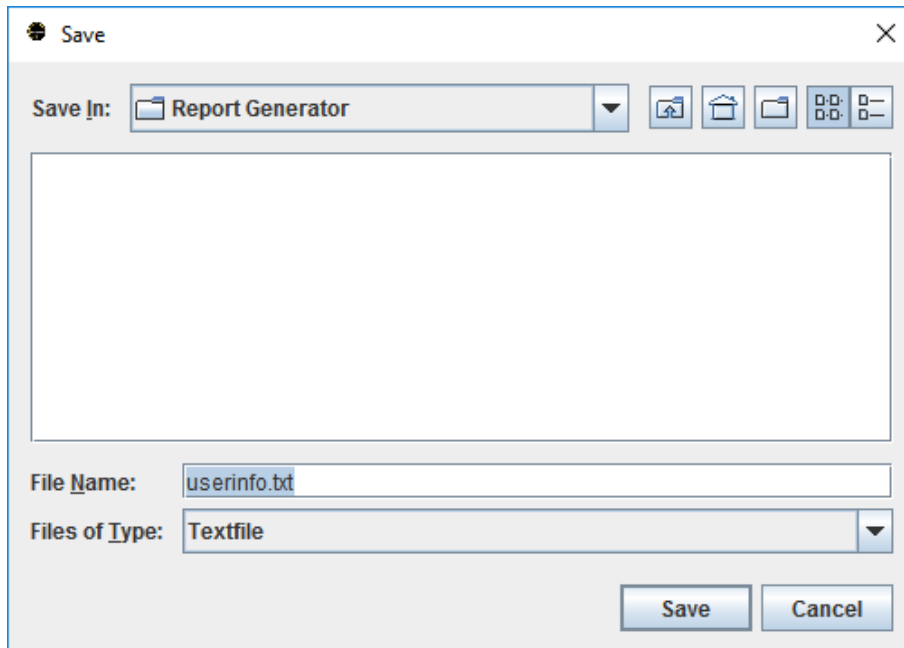 Save
Save In: Report Generator
File Name: userinfo.txt
Files of Type: Textfile
Save Cancel